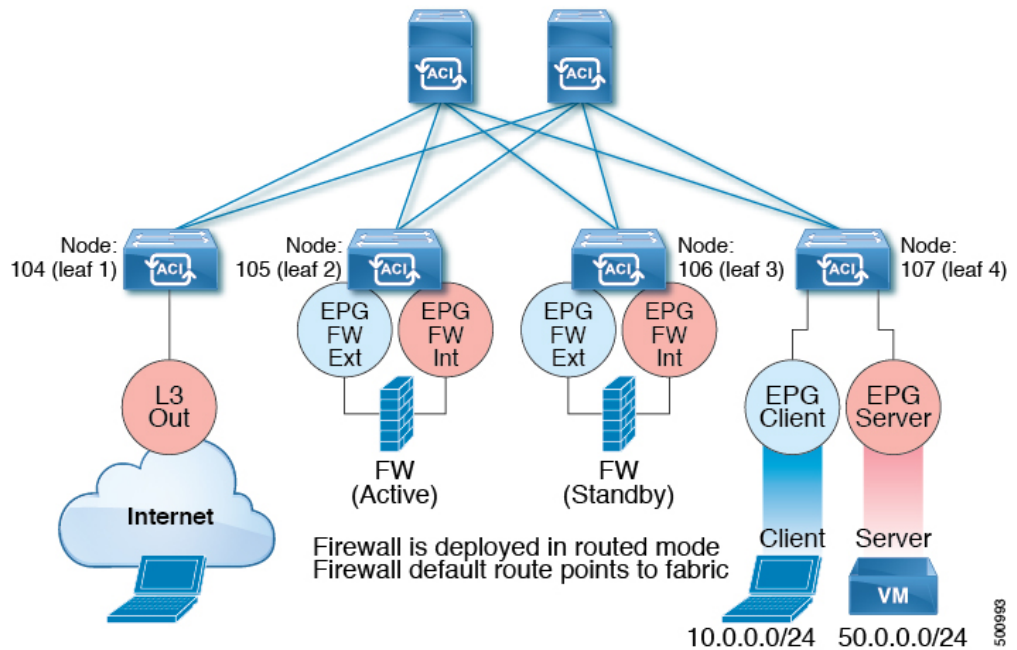 ACI
ACI
Node:
104 (leaf 1)
ACI
Node:
105 (leaf 2)
ACI
ACI
Node:
106 (leaf 3)
ACI
Node:
107 (leaf 4)
EPG
FW
Ext
EPG
FW
Int
EPG
FW
Ext
EPG
FW
Int
L3
Out
EPG
Client
EPG
Server
FW
(Active)
FW
(Standby)
Internet
Firewall is deployed in routed mode
Firewall default route points to fabric
Client
Server
VM
10.0.0.0/24
50.0.0.0/24
500993